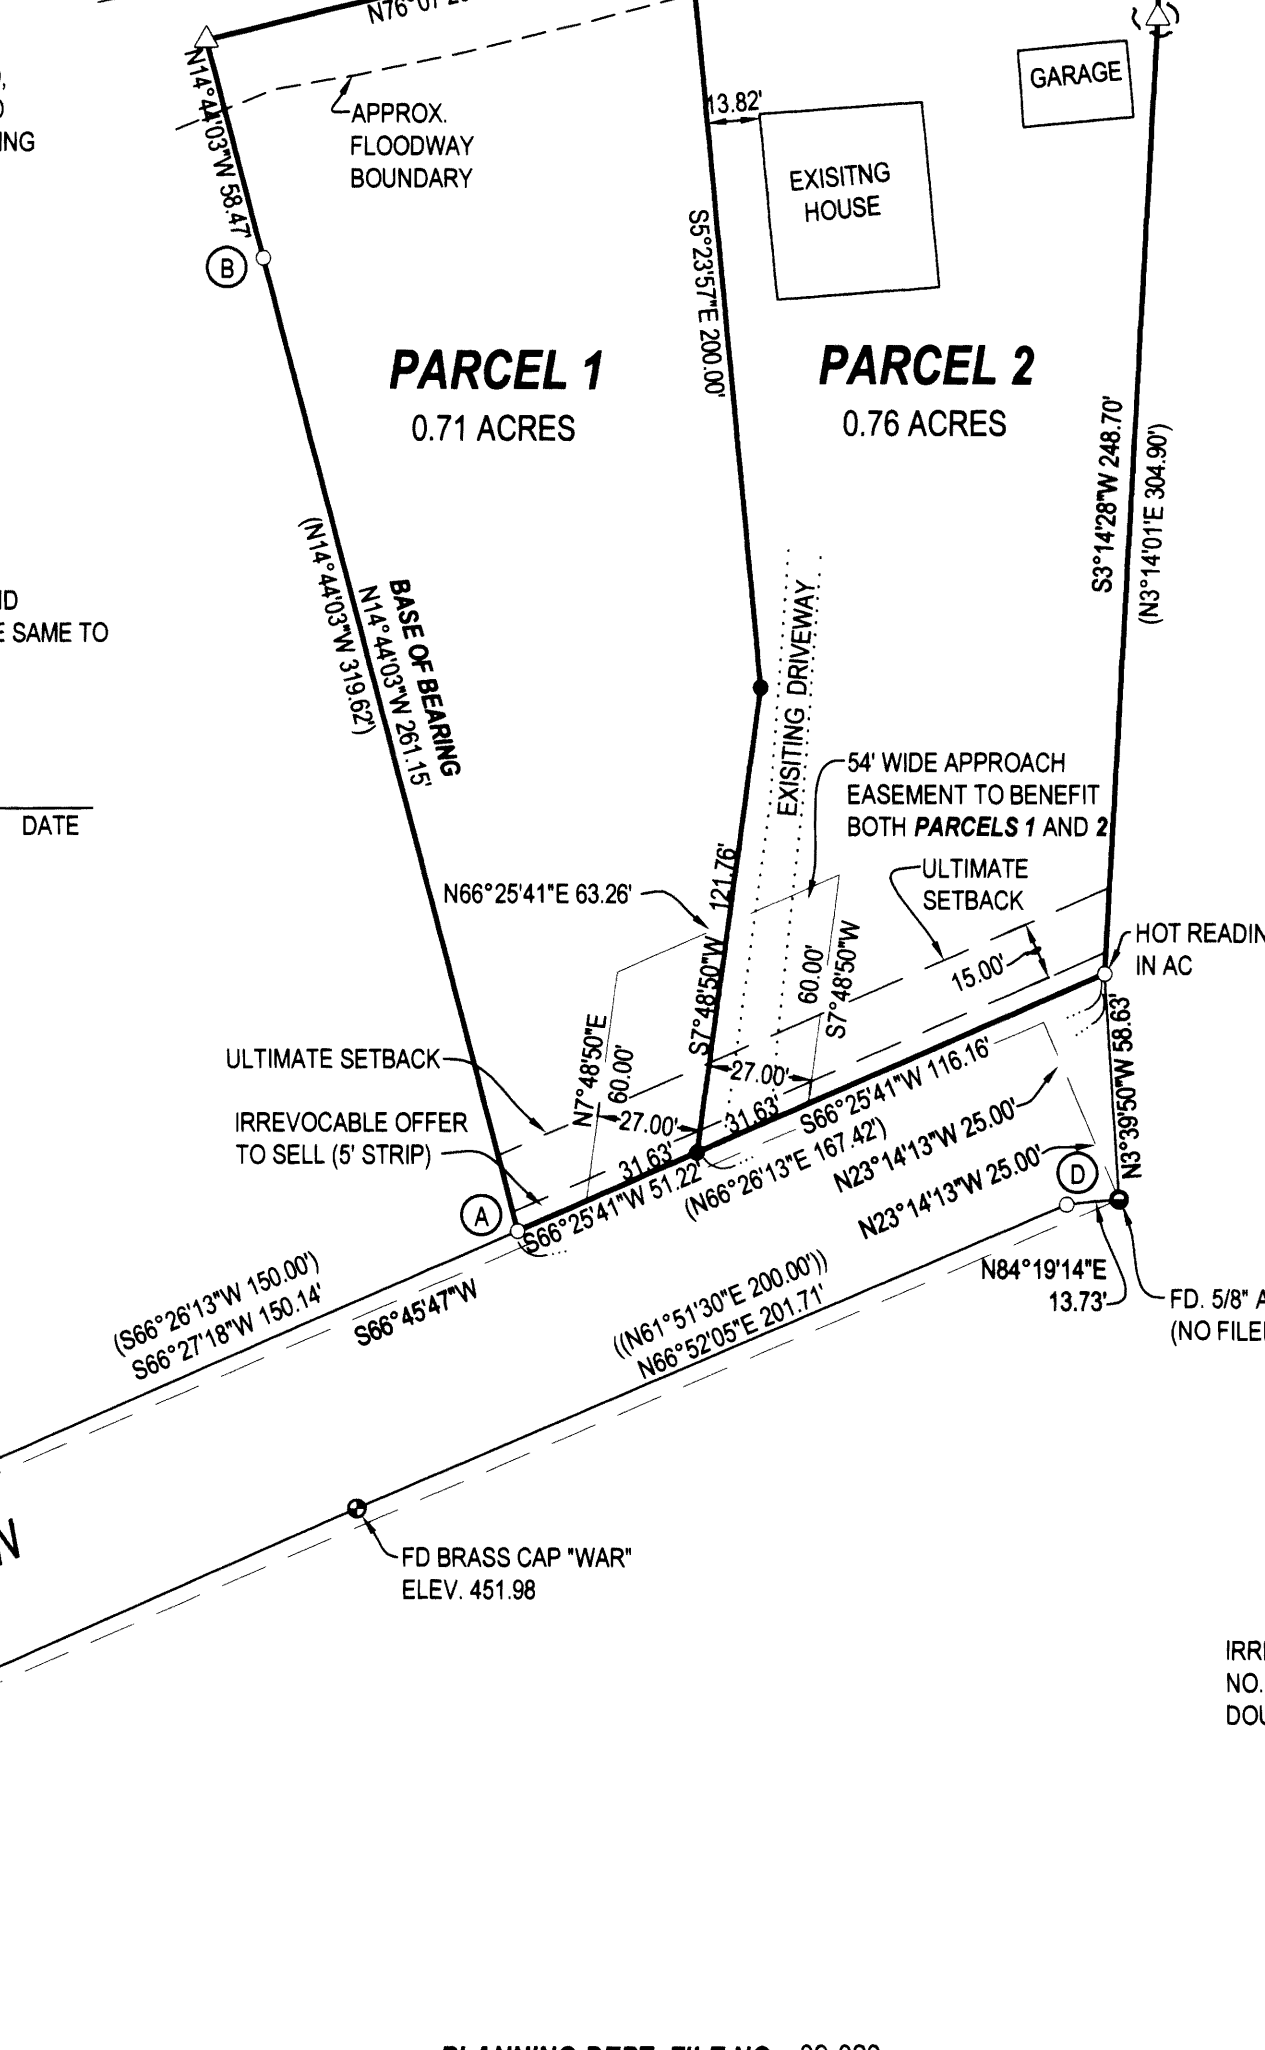 N14°44'03"W 58.47'
APPROX.
FLOODWAY
BOUNDARY
13.82'
GARAGE
EXISITNG
HOUSE
ING
B
S5°23'57"E 200.00'
PARCEL 1
0.71 ACRES
PARCEL 2
0.76 ACRES
S3°14'28"W 248.70'
(N3°14'01"E 304.90')
(N14°44'03"W 319.62')
BASE OF BEARING
N14°44'03"W 261.15'
E SAME TO
DATE
EXISITING DRIVEWAY
54' WIDE APPROACH
EASEMENT TO BENEFIT
BOTH PARCELS 1 AND 2
ULTIMATE
SETBACK
N66°25'41"E 63.26'
S7°48'50"W 121.76'
60.00'
S7°48'50"W
15.00'
HOT READIN
IN AC
N7°48'50"E
60.00'
ULTIMATE SETBACK
IRREVOCABLE OFFER
TO SELL (5' STRIP)
27.00'
27.00'
31.63'
31.63'
S66°25'41"W 116.16'
(N66°26'13"E 167.42')
S66°25'41"W 51.22'
N23°14'13"W 25.00'
N23°14'13"W 25.00'
N3°39'50"W 58.63'
A
D
N84°19'14"E
13.73'
FD. 5/8" A
(NO FILE
(S66°26'13"W 150.00')
S66°27'18"W 150.14'
S66°45'47"W
((N61°51'30"E 200.00'))
N66°52'05"E 201.71'
FD BRASS CAP "WAR"
ELEV. 451.98
N
IRR
NO.
DOU